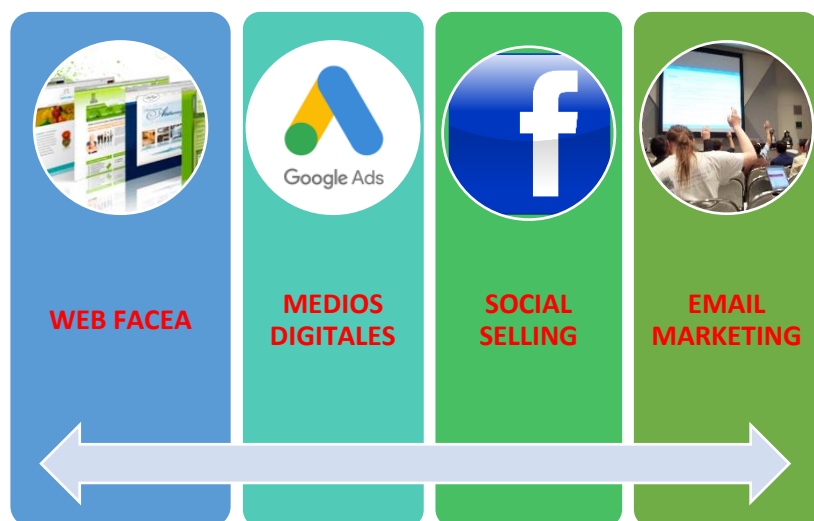 Google Ads
f
WEB FACEA
MEDIOS
DIGITALES
SOCIAL
SELLING
EMAIL
MARKETING